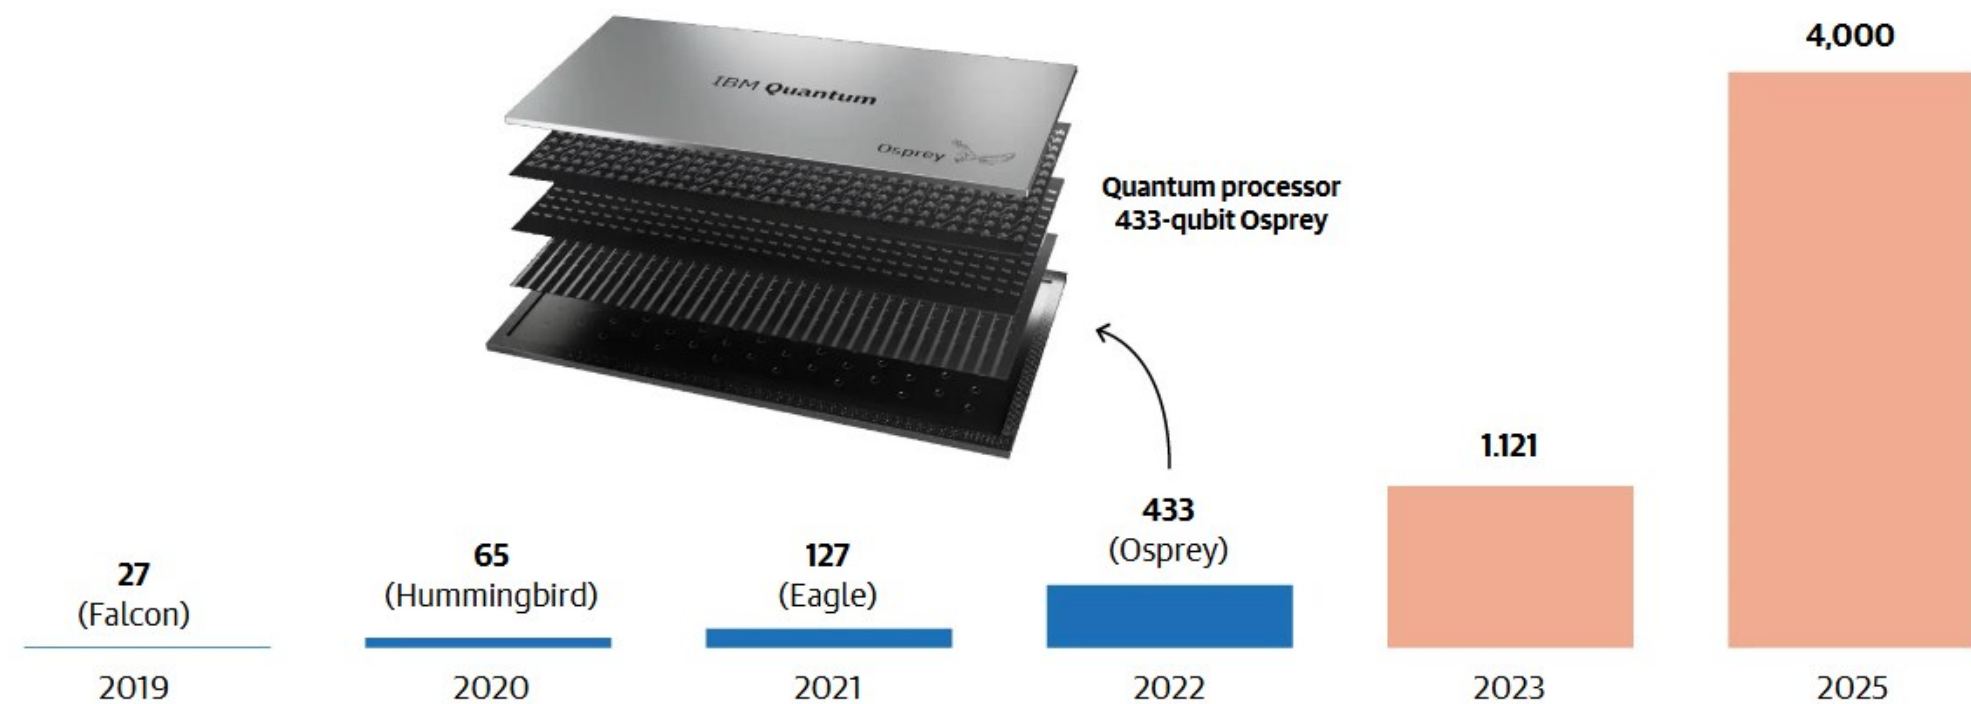 IBM Quantum
Osprey
Quantum processor
433-qubit Osprey
4,000
1.121
433
(Osprey)
127
(Eagle)
65
(Hummingbird)
27
(Falcon)
2019
2020
2021
2022
2023
2025